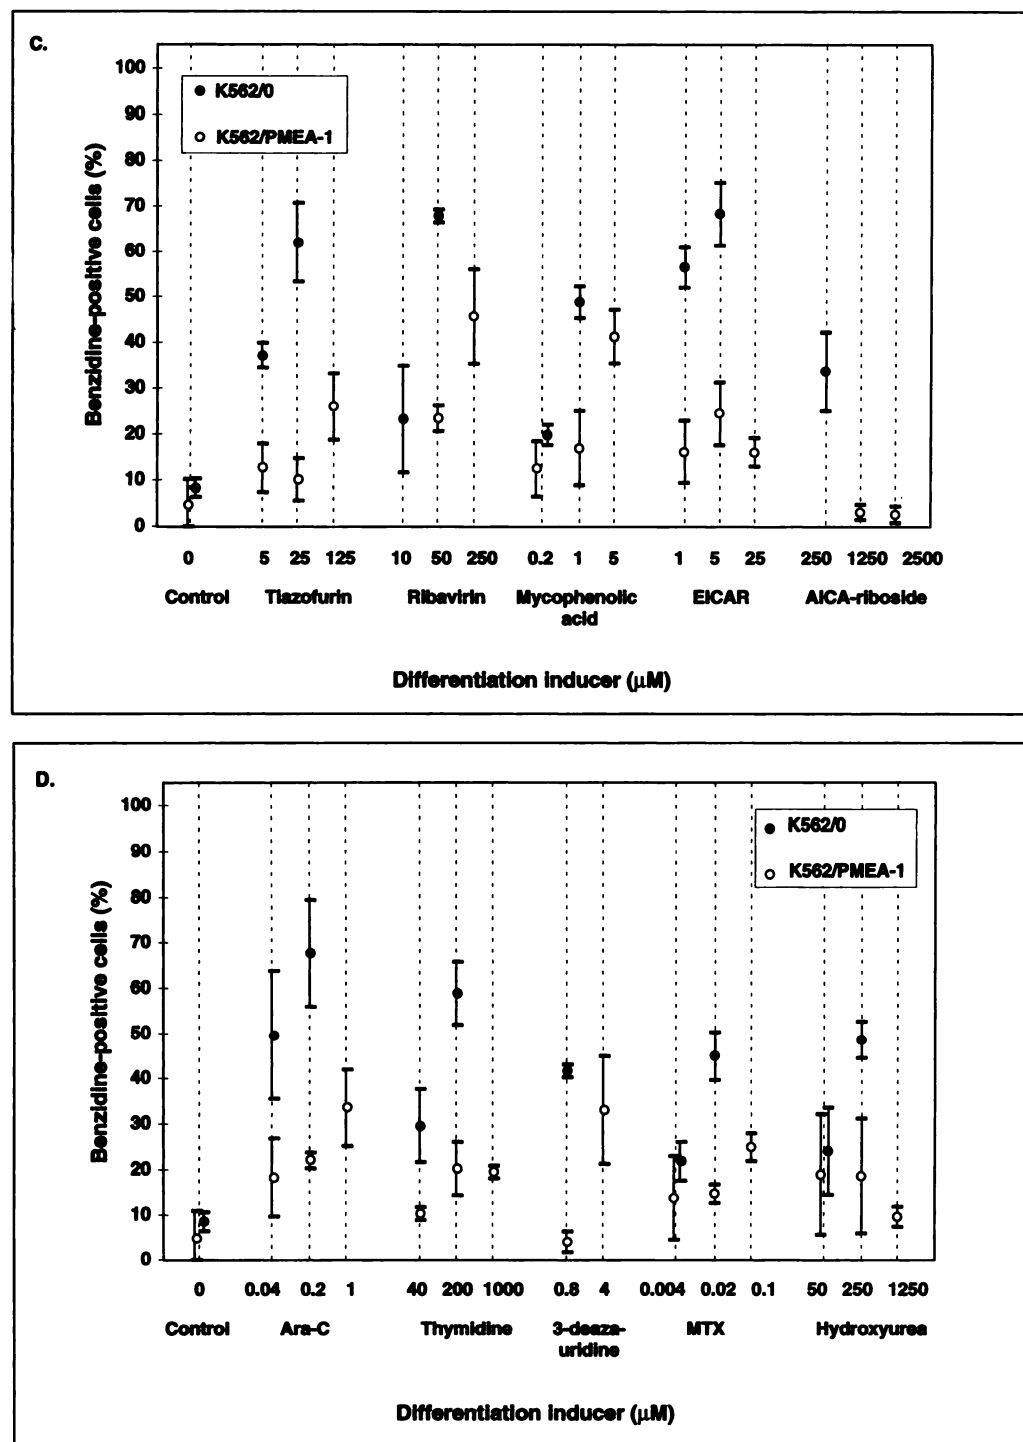 C.
100
90
80
70
60
50
40
30
20
10
0
Benzidine-positive cells (%)
K562/0
K562/PMEA-1
0 5 25 125 10 50 250 0.2 1 5 1 5 25 250 1250 2500
Control Tiazofurin Ribavirin Mycophenolic EICAR AICA-riboside
acid
Differentiation inducer (μM)
D.
100
90
80
70
60
50
40
30
20
10
0
Benzidine-positive cells (%)
K562/0
K562/PMEA-1
0 0.04 0.2 1 40 200 1000 0.8 4 0.004 0.02 0.1 50 250 1250
Control Ara-C Thymidine 3-deaza- MTX Hydroxyurea
uridine
Differentiation inducer (μM)